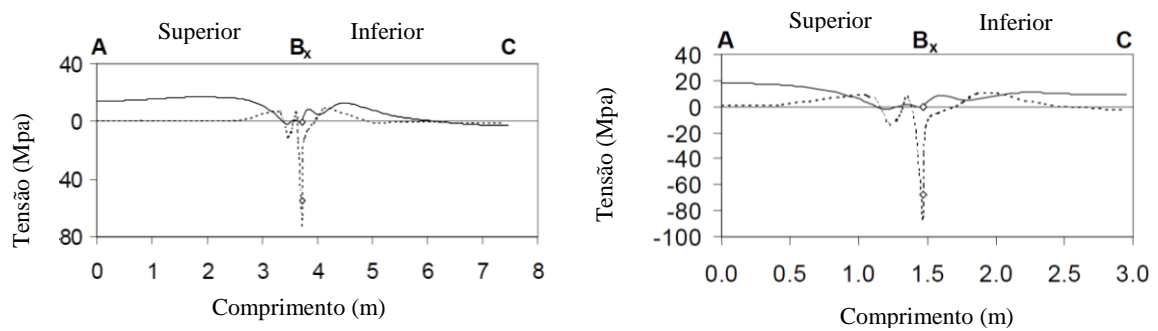 Superior Inferior
A Bx C
40
20
0
40
80
Tensão (Mpa)
0 1 2 3 4 5 6 7 8
Comprimento (m)
Superior Inferior
A Bx C
40
20
0
-20
-40
-60
-80
-100
Tensão (Mpa)
0.0 0.5 1.0 1.5 2.0 2.5 3.0
Comprimento (m)